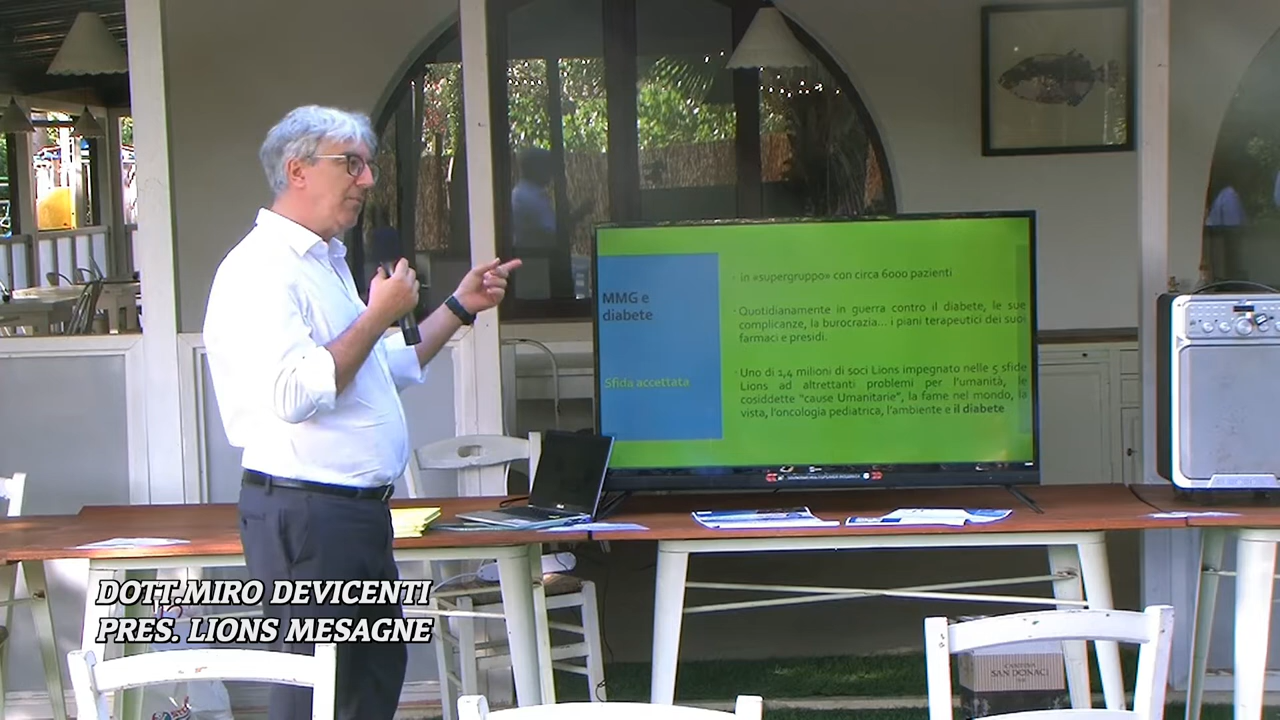 MMG e
diabete
Sfida accettata
in «supergruppo» con circa 6000 pazienti
Quotidianamente in guerra contro il diabete, le sue
complicanze, la burocrazia... i piani terapeutici dei suoi
farmaci e presidi.
Uno di 1,4 milioni di soci Lions impegnato nelle 5 sfide
Lions ad altrettanti problemi per l'umanità, le
cosiddette "cause Umanitarie", la fame nel mondo, la
vista, l'oncologia pediatrica, l'ambiente e il diabete
DOTT.MIRO DEVICENTI
PRES. LIONS MESAGNE
CANTINA
SAN DONACI